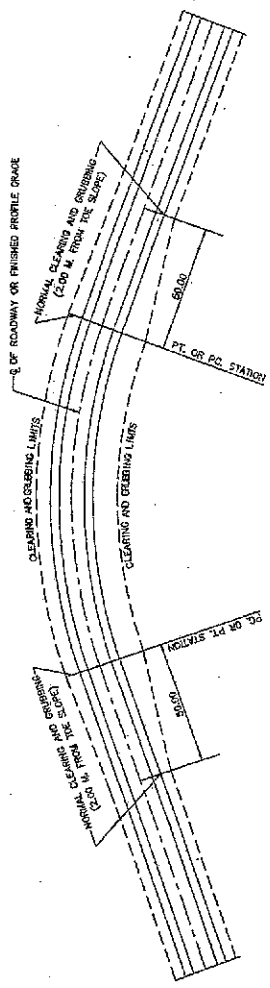 ℄ OF ROADWAY OR FINISHED PROFILE GRADE
NORMAL CLEARING AND GRUBBING
(2.00 M. FROM TOE SLOPE)
CLEARING AND GRUBBING LIMITS
60.00
PT. OR PC. STATION
CLEARING AND GRUBBING LIMITS
PC. OR PT. STATION
NORMAL CLEARING AND GRUBBING
(2.00 M. FROM TOE SLOPE)
50.00